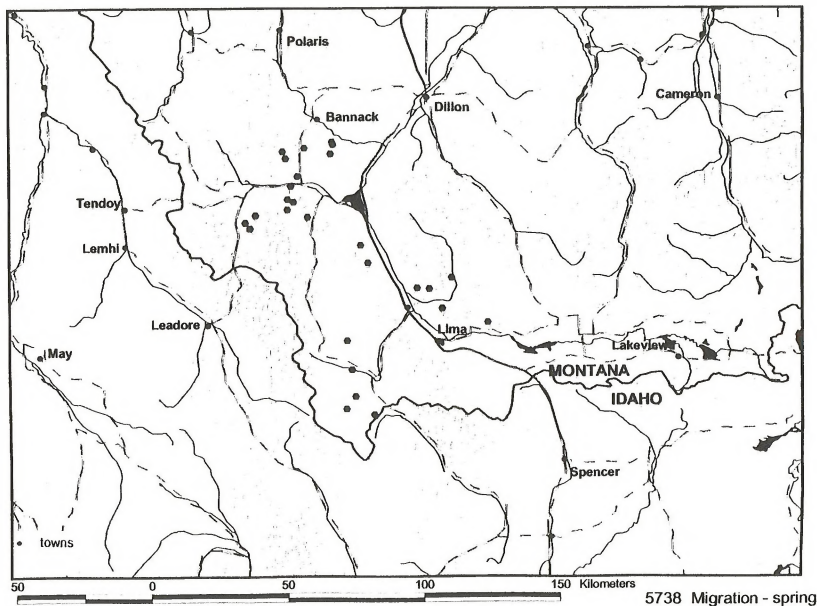 Polaris
Bannack
Dillon
Cameron
Tendoy
Lemhi
Leadore
Lima
Lakeview
May
MONTANA
IDAHO
Spencer
towns
50 0 50 100 150 Kilometers
5738 Migration - spring